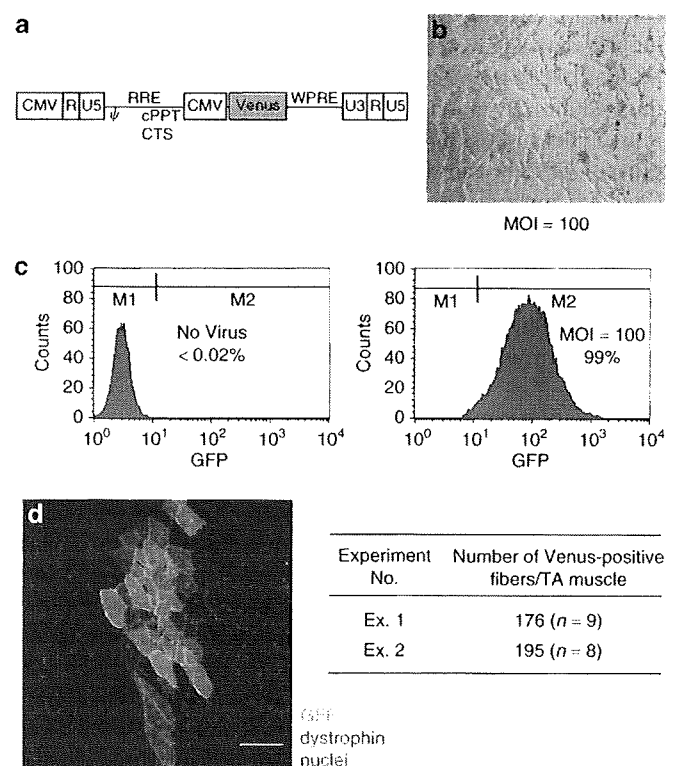 a
CMV R U5 ψ RRE cPPT CTS CMV Venus WPRE U3 R U5
b
MOI = 100
c
100
80
60
40
20
0
Counts
M1 M2
No Virus
< 0.02%
10⁰ 10¹ 10² 10³ 10⁴
GFP
100
80
60
40
20
0
Counts
M1 M2
MOI = 100
99%
10⁰ 10¹ 10² 10³ 10⁴
GFP
d
GFP
dystrophin
nuclei
Experiment No. Number of Venus-positive fibers/TA muscle
Ex. 1 176 (n = 9)
Ex. 2 195 (n = 8)